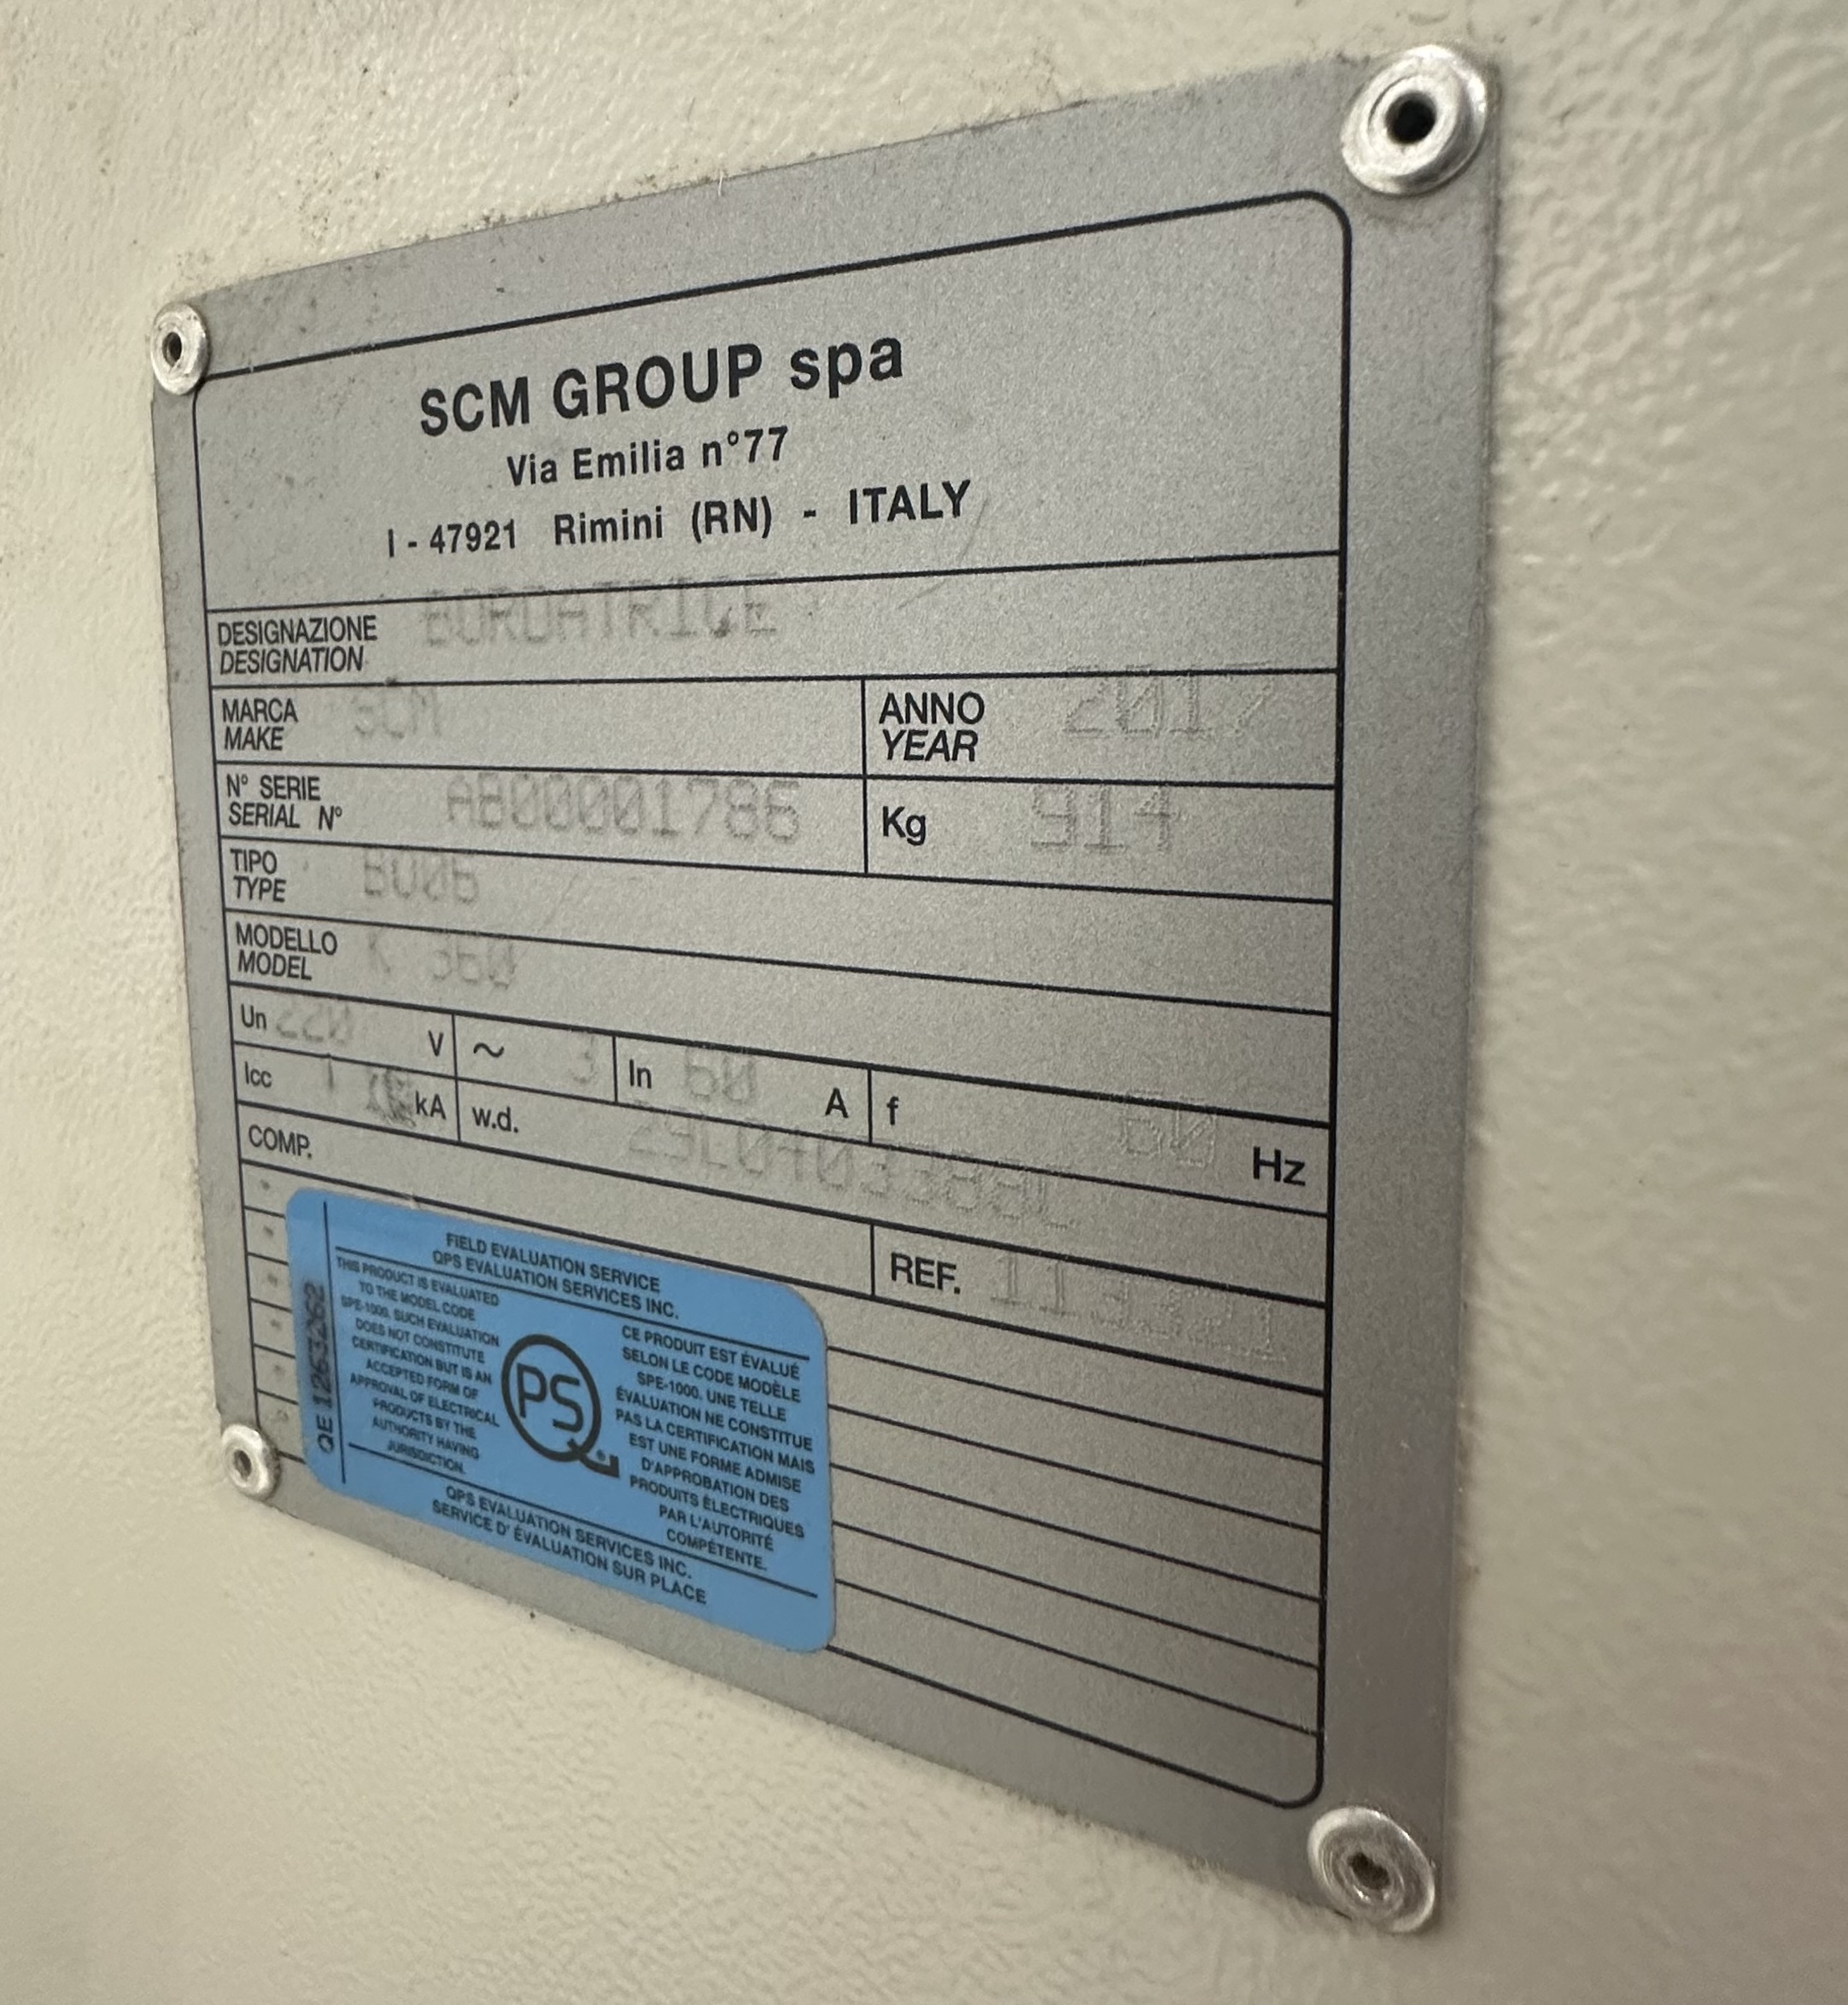 SCM GROUP spa
Via Emilia n°77
I - 47921 Rimini (RN) - ITALY
DESIGNAZIONE BORDATRICE
DESIGNATION
MARCA SCM ANNO 2017
MAKE YEAR
N° SERIE AB00001786 Kg 914
SERIAL N°
TIPO
TYPE
MODELLO K 360
MODEL
Un 220 V ~ 3 In 60 A f 60 Hz
Icc kA w.d.
COMP. REF.
FIELD EVALUATION SERVICE
QPS EVALUATION SERVICES INC.
QE 1263262
THIS PRODUCT IS EVALUATED
TO THE MODEL CODE
SPE-1000. SUCH EVALUATION
DOES NOT CONSTITUTE
CERTIFICATION BUT IS AN
ACCEPTED FORM OF
APPROVAL OF ELECTRICAL
PRODUCTS BY THE
AUTHORITY HAVING
JURISDICTION.
QPS
CE PRODUIT EST ÉVALUÉ
SELON LE CODE MODÈLE
SPE-1000. UNE TELLE
ÉVALUATION NE CONSTITUE
PAS LA CERTIFICATION MAIS
EST UNE FORME ADMISE
D'APPROBATION DES
PRODUITS ÉLECTRIQUES
PAR L'AUTORITÉ
COMPÉTENTE.
QPS EVALUATION SERVICES INC.
SERVICE D' ÉVALUATION SUR PLACE